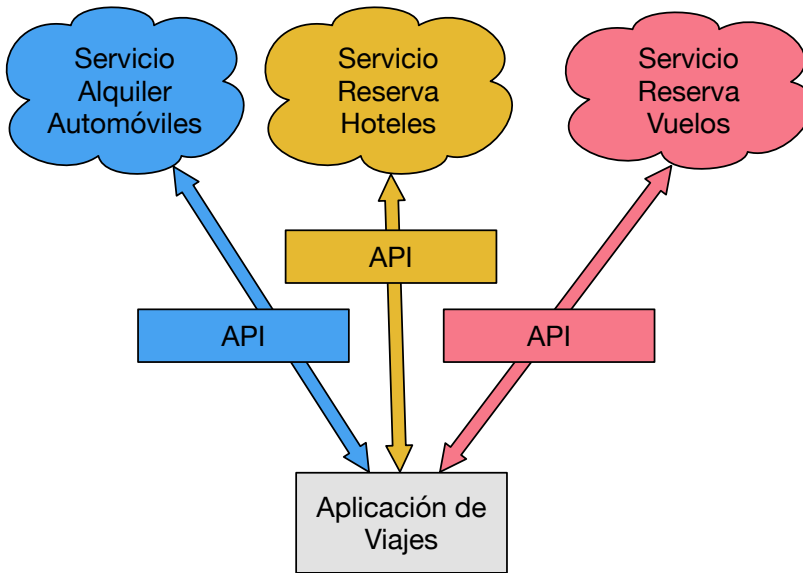 Servicio
Alquiler
Automóviles
Servicio
Reserva
Hoteles
Servicio
Reserva
Vuelos
API
API
API
Aplicación de
Viajes